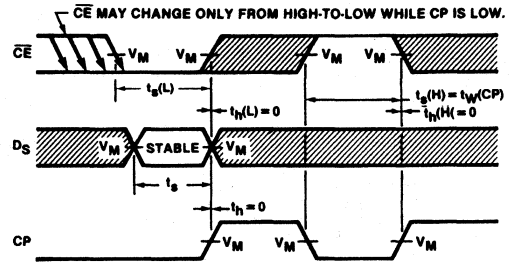 CE MAY CHANGE ONLY FROM HIGH-TO-LOW WHILE CP IS LOW.
CE VM VM VM VM
ts(L) ts(H)=tW(CP)
th(L)=0 th(H(=0
DS VM STABLE VM
ts
th=0
CP VM VM VM